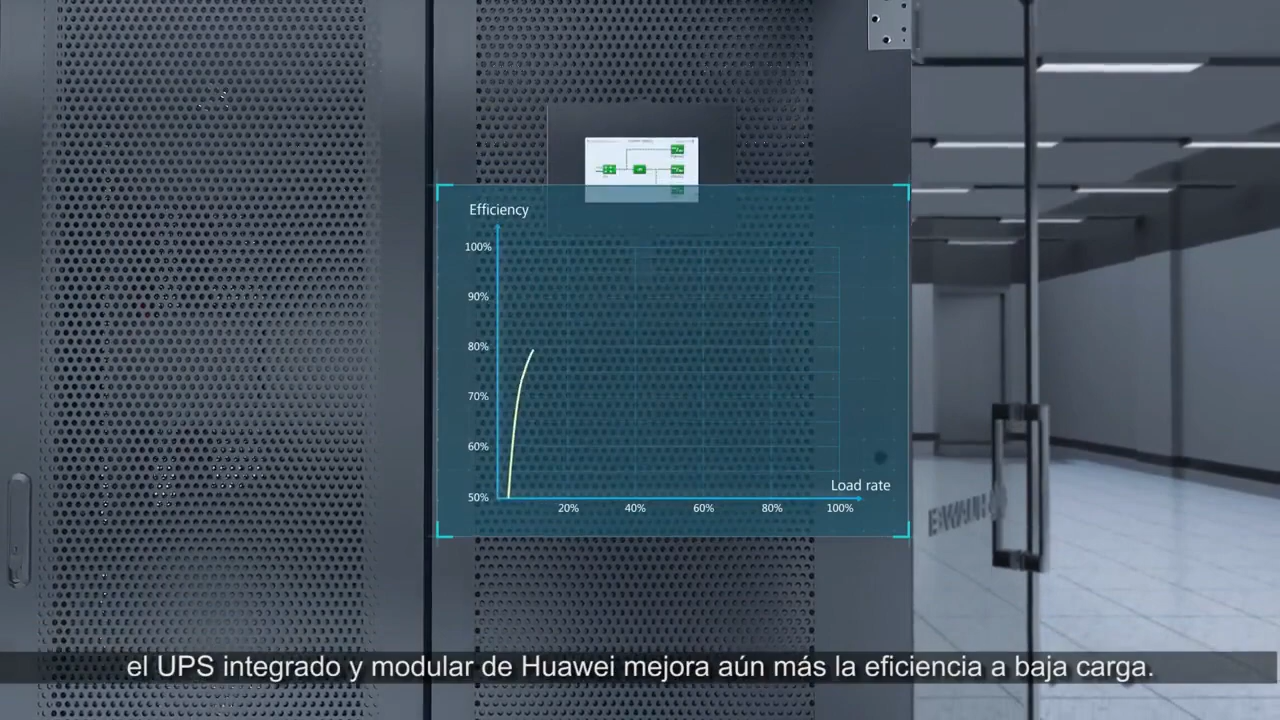 Efficiency
100%
90%
80%
70%
60%
50%
Load rate
20% 40% 60% 80% 100%
HUAWEI
el UPS integrado y modular de Huawei mejora aún más la eficiencia a baja carga.